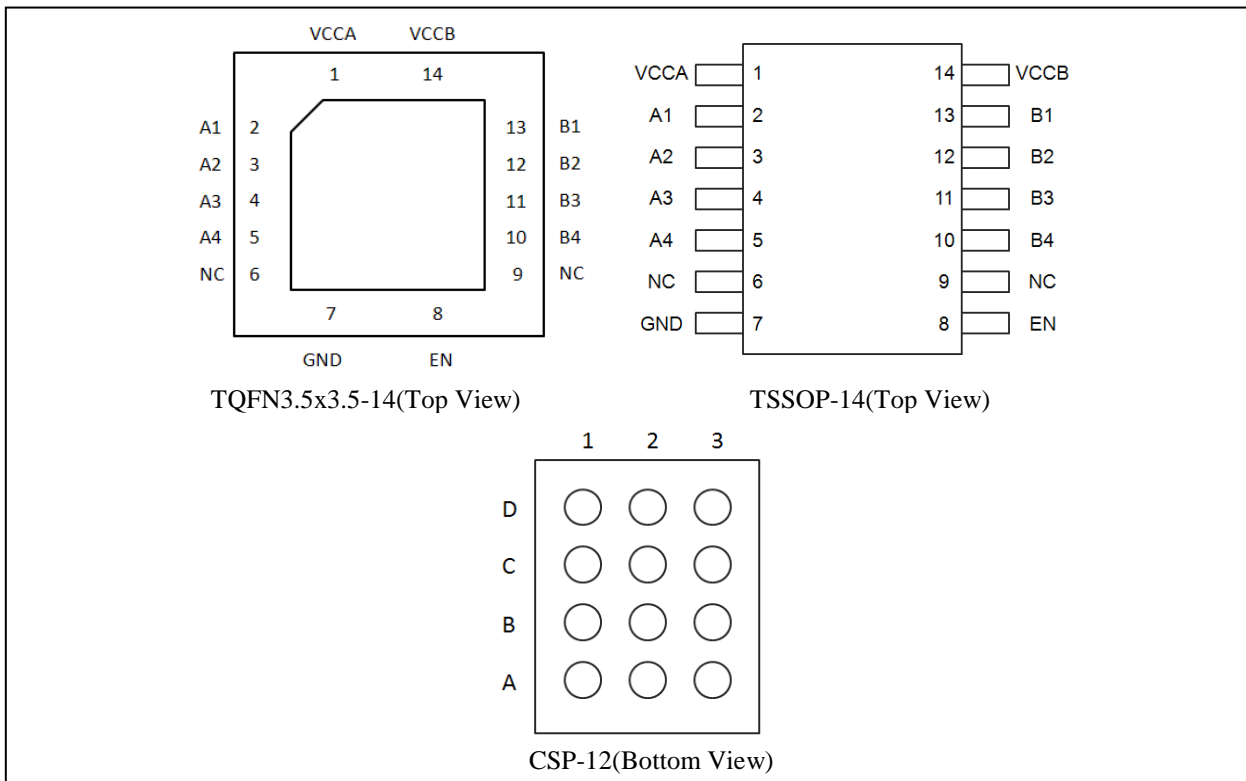 VCCA VCCB
1 14
A1 2 13 B1
A2 3 12 B2
A3 4 11 B3
A4 5 10 B4
NC 6 9 NC
7 8
GND EN
TQFN3.5x3.5-14(Top View)
VCCA 1 14 VCCB
A1 2 13 B1
A2 3 12 B2
A3 4 11 B3
A4 5 10 B4
NC 6 9 NC
GND 7 8 EN
TSSOP-14(Top View)
1 2 3
D
C
B
A
CSP-12(Bottom View)